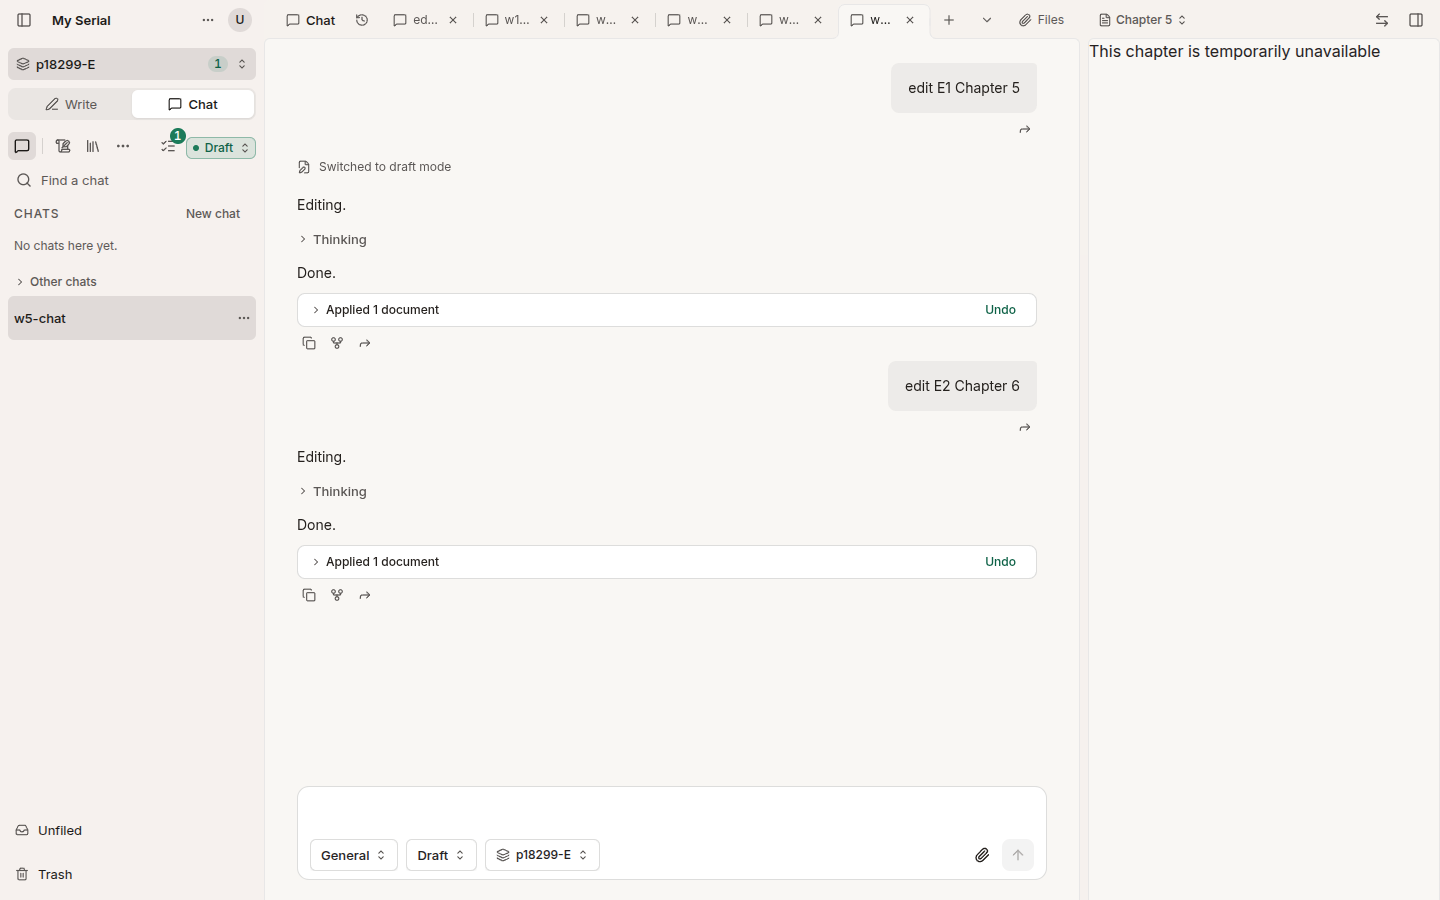 My Serial
U
p18299-E
1
Write
Chat
1
Draft
Find a chat
CHATS
New chat
No chats here yet.
Other chats
w5-chat
Unfiled
Trash
Chat
ed...
w1...
w...
w...
w...
w...
Files
Chapter 5
edit E1 Chapter 5
Switched to draft mode
Editing.
Thinking
Done.
Applied 1 document
Undo
edit E2 Chapter 6
Editing.
Thinking
Done.
Applied 1 document
Undo
General
Draft
p18299-E
This chapter is temporarily unavailable